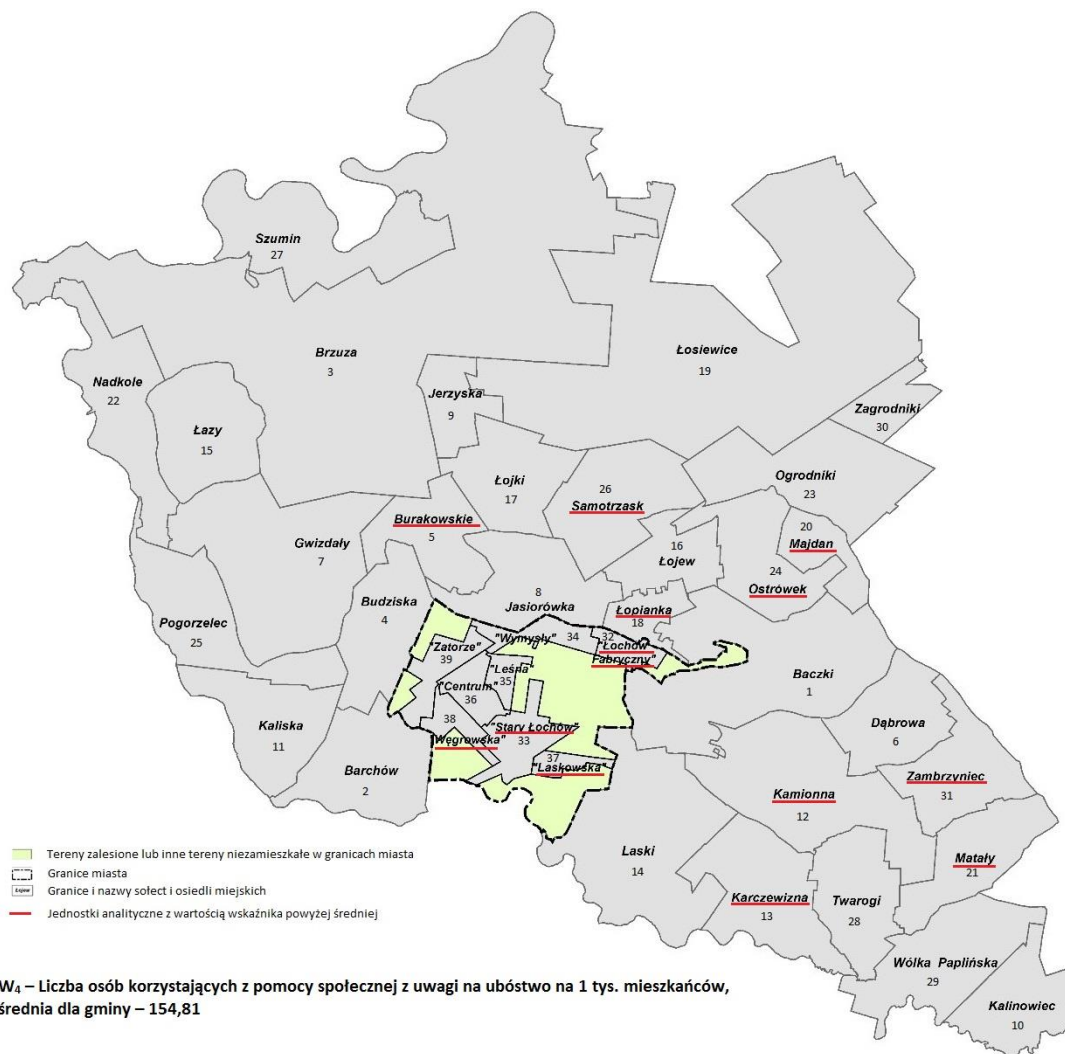 Szumin
27
Brzuza
3
Łosiewice
19
Nadkole
22
Jerzyska
9
Zagrodniki
30
Łazy
15
Łojki
17
26
Samotrzask
Ogrodniki
23
Burakowskie
5
20
Majdan
16
Łojew
Gwizdały
7
24
Ostrówek
8
Jasiorówka
Budziska
4
Łopianka
18
Pogorzelec
25
"Wymysły"
34
32
"Łochów
Fabryczny"
"Zatorze"
39
"Leśna"
35
"Centrum"
36
Baczki
1
Kaliska
11
38
"Węgrowska"
"Stary Łochów"
33
Dąbrowa
6
37
"Laskowska"
Barchów
2
Zambrzyniec
31
Kamionna
12
Laski
14
Matały
21
Karczewizna
13
Twarogi
28
Wólka Paplińska
29
Kalinowiec
10
Tereny zalesione lub inne tereny niezamieszkałe w granicach miasta
Granice miasta
Łojew
Granice i nazwy sołect i osiedli miejskich
Jednostki analityczne z wartością wskaźnika powyżej średniej
W₄ – Liczba osób korzystających z pomocy społecznej z uwagi na ubóstwo na 1 tys. mieszkańców,
średnia dla gminy – 154,81